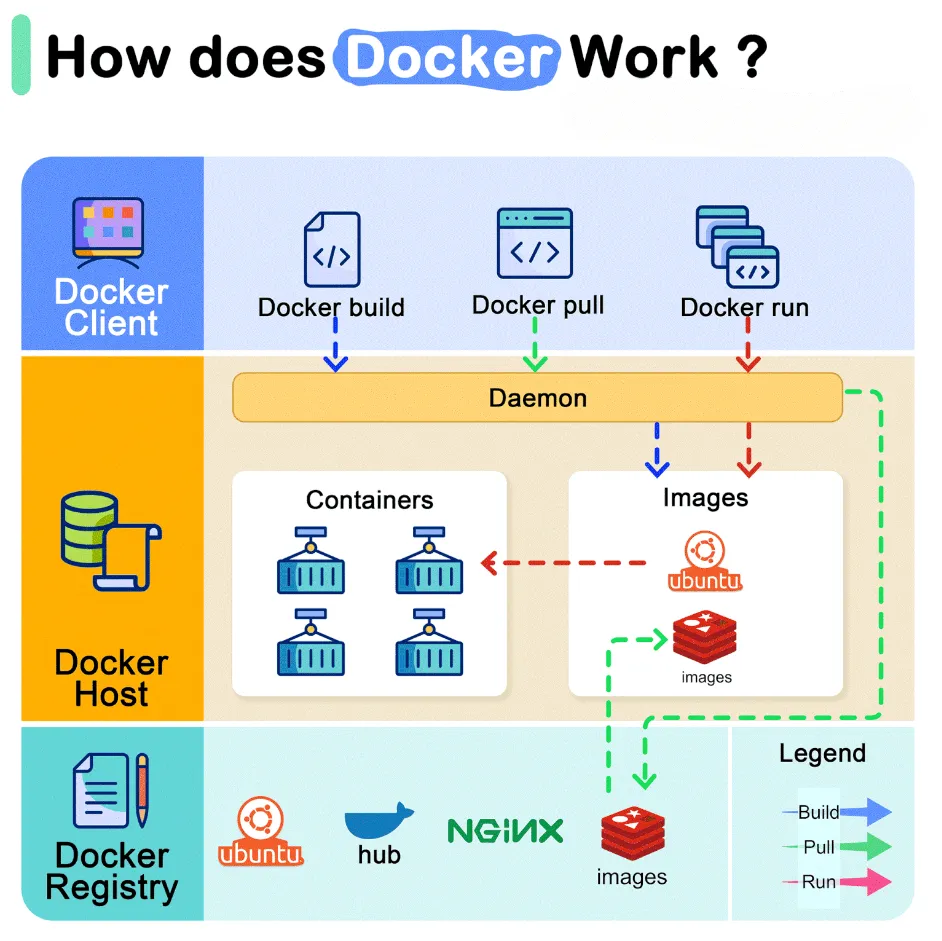 How does Docker Work ?
Docker
Client
Docker build
Docker pull
Docker run
Docker
Host
Daemon
Containers
Images
ubuntu
images
Docker
Registry
ubuntu
hub
NGiNX
images
Legend
Build
Pull
Run